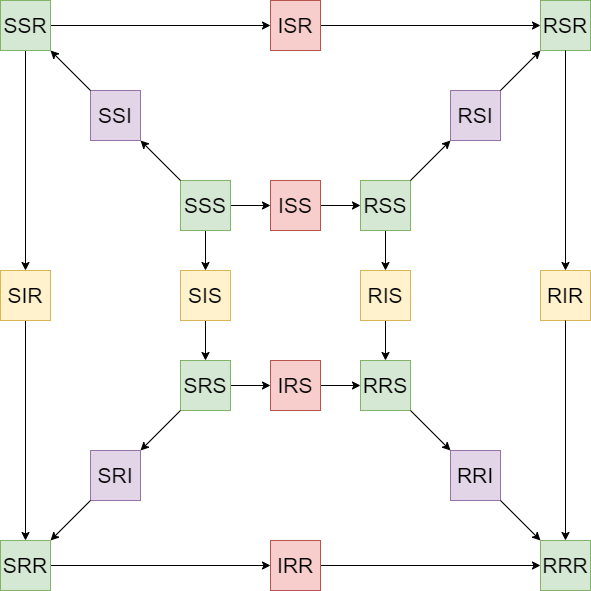 SSR ISR RSR
SSI RSI
SSS ISS RSS
SIR SIS RIS RIR
SRS IRS RRS
SRI RRI
SRR IRR RRR